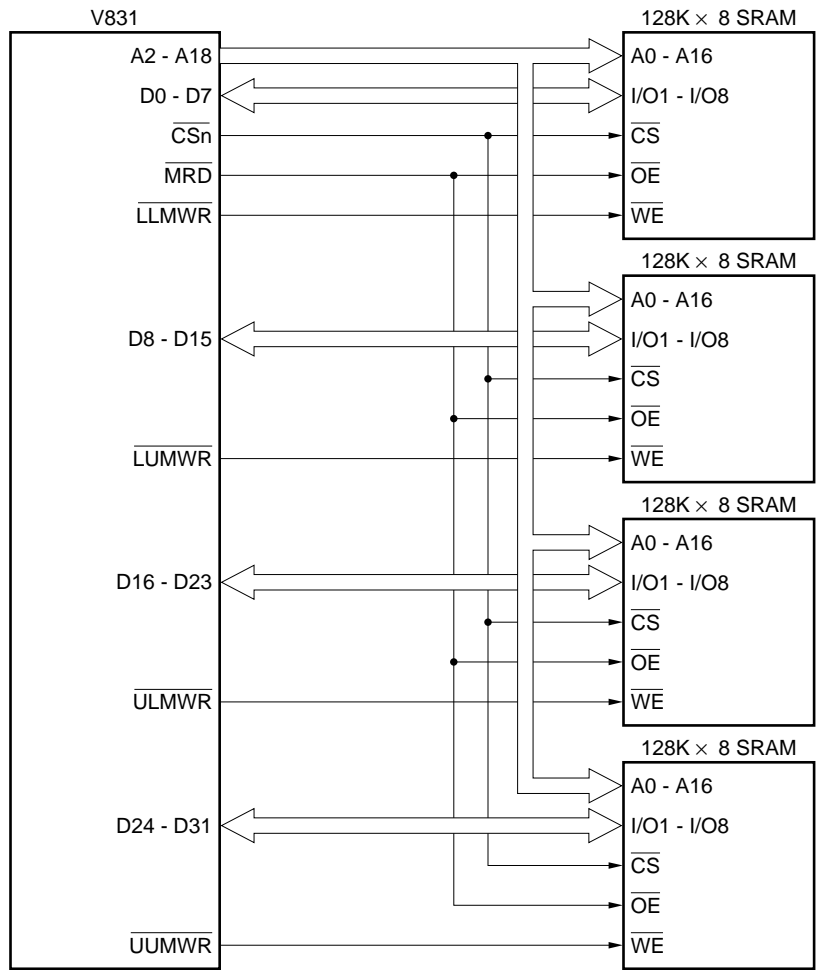 V831
A2 - A18
D0 - D7
CSn
MRD
LLMWR
D8 - D15
LUMWR
D16 - D23
ULMWR
D24 - D31
UUMWR
128K × 8 SRAM
A0 - A16
I/O1 - I/O8
CS
OE
WE
128K × 8 SRAM
A0 - A16
I/O1 - I/O8
CS
OE
WE
128K × 8 SRAM
A0 - A16
I/O1 - I/O8
CS
OE
WE
128K × 8 SRAM
A0 - A16
I/O1 - I/O8
CS
OE
WE